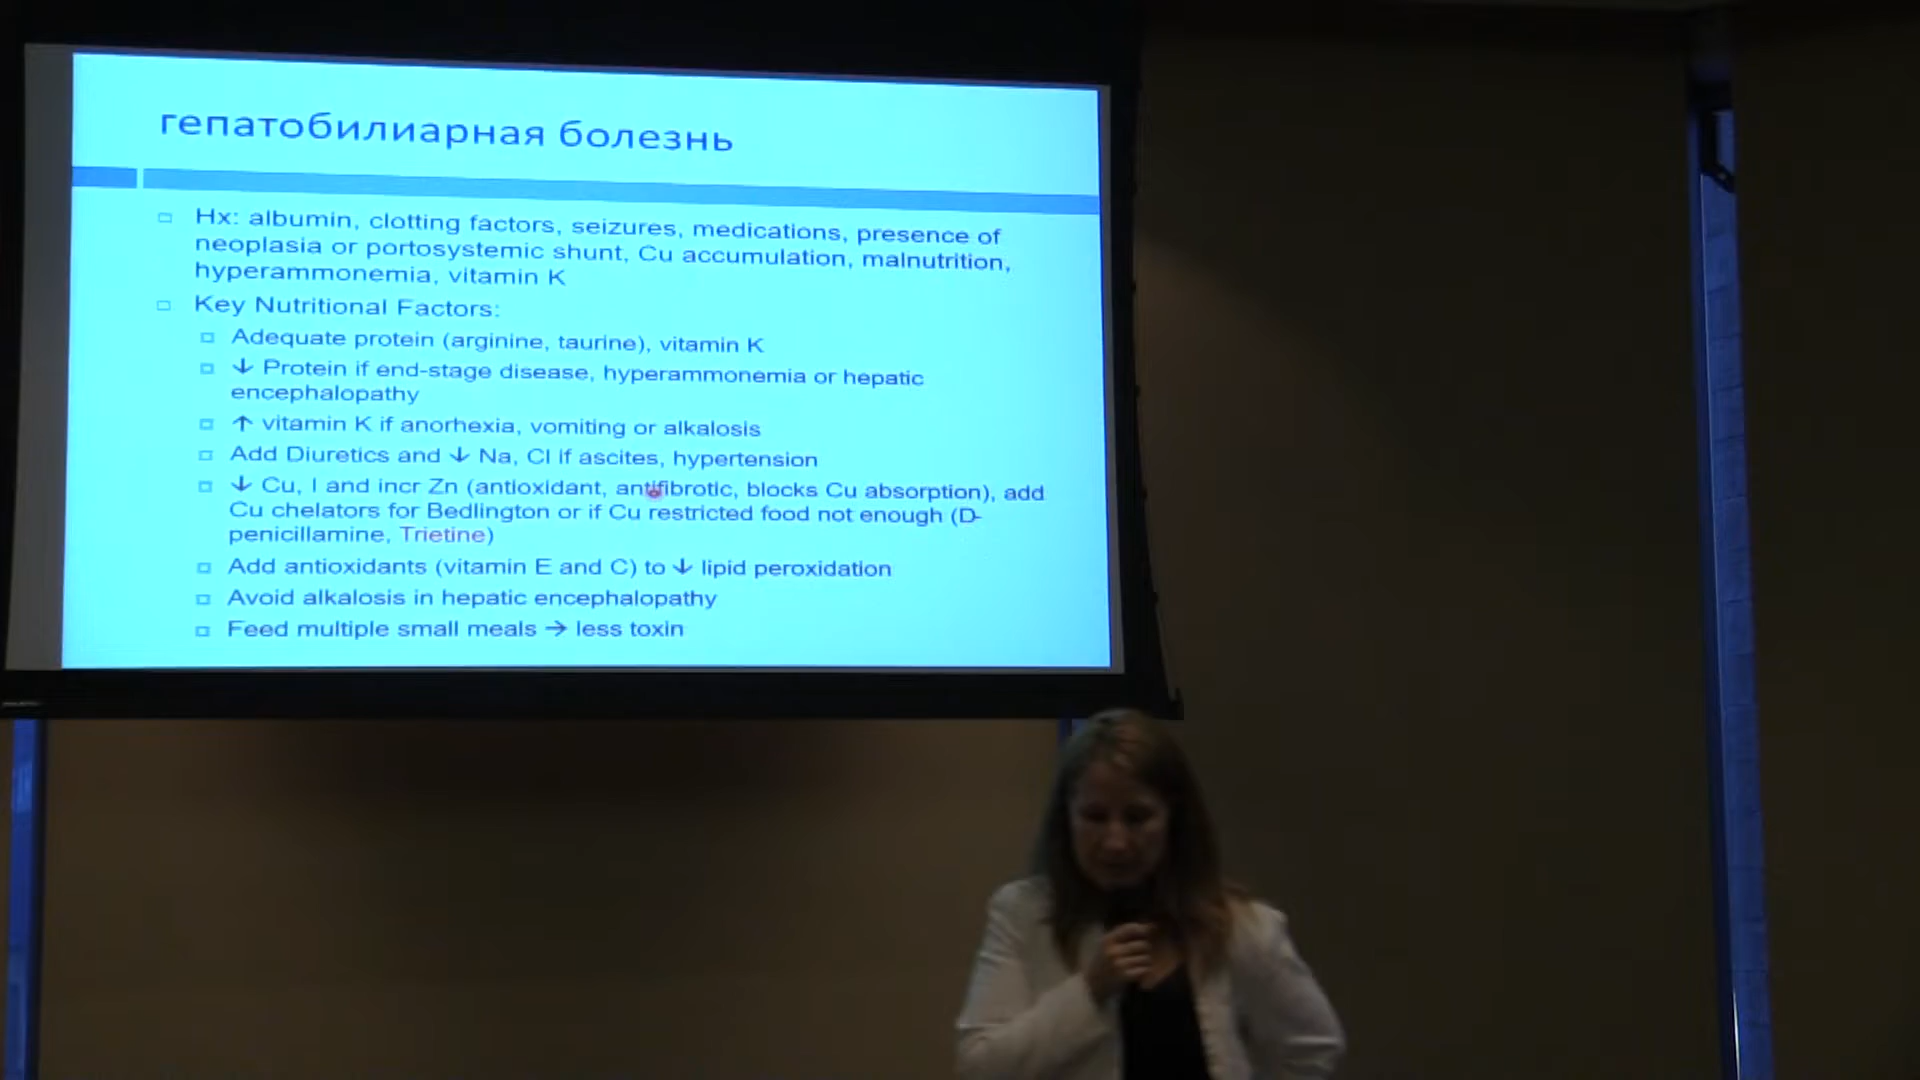 гепатобилиарная болезнь
Hx: albumin, clotting factors, seizures, medications, presence of
neoplasia or portosystemic shunt, Cu accumulation, malnutrition,
hyperammonemia, vitamin K
Key Nutritional Factors:
Adequate protein (arginine, taurine), vitamin K
↓ Protein if end-stage disease, hyperammonemia or hepatic
encephalopathy
↑ vitamin K if anorhexia, vomiting or alkalosis
Add Diuretics and ↓ Na, Cl if ascites, hypertension
↓ Cu, I and incr Zn (antioxidant, antifibrotic, blocks Cu absorption), add
Cu chelators for Bedlington or if Cu restricted food not enough (D-
penicillamine, Trietine)
Add antioxidants (vitamin E and C) to ↓ lipid peroxidation
Avoid alkalosis in hepatic encephalopathy
Feed multiple small meals → less toxin